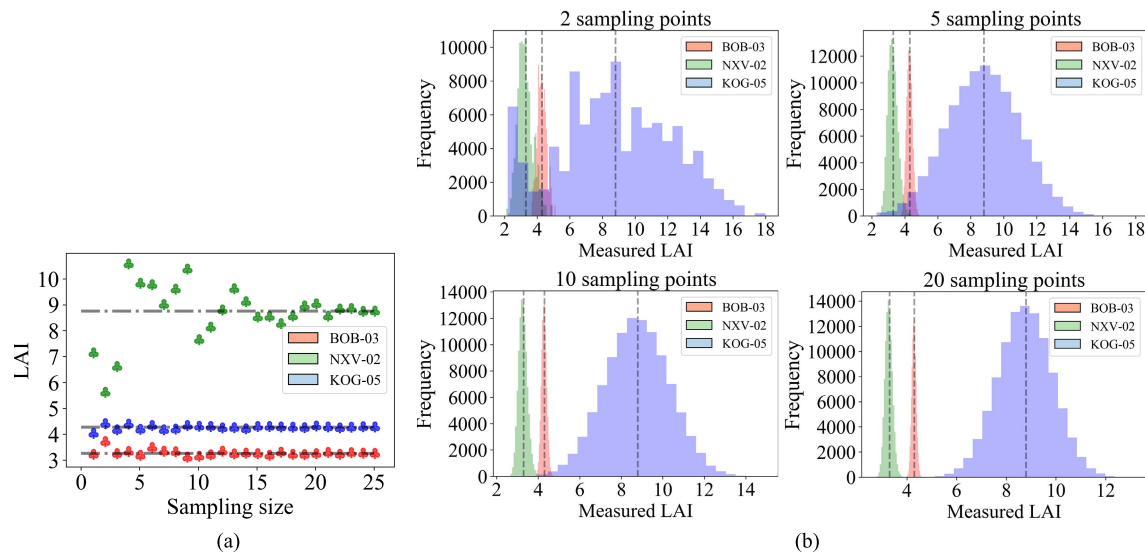 10
9
8
7
6
5
4
3
LAI
BOB-03
NXV-02
KOG-05
0 5 10 15 20 25
Sampling size
(a)
2 sampling points
10000
8000
6000
4000
2000
0
Frequency
BOB-03
NXV-02
KOG-05
2 4 6 8 10 12 14 16 18
Measured LAI
5 sampling points
12000
10000
8000
6000
4000
2000
0
Frequency
BOB-03
NXV-02
KOG-05
2 4 6 8 10 12 14 16 18
Measured LAI
10 sampling points
14000
12000
10000
8000
6000
4000
2000
0
Frequency
BOB-03
NXV-02
KOG-05
2 4 6 8 10 12 14
Measured LAI
20 sampling points
14000
12000
10000
8000
6000
4000
2000
0
Frequency
BOB-03
NXV-02
KOG-05
4 6 8 10 12
Measured LAI
(b)